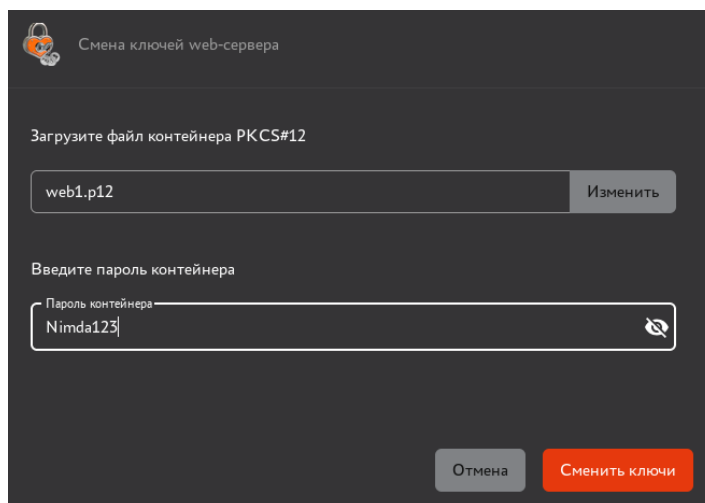 Смена ключей web-сервера
Загрузите файл контейнера PKCS#12
web1.p12
Изменить
Введите пароль контейнера
Пароль контейнера
Nimda123
Отмена
Сменить ключи